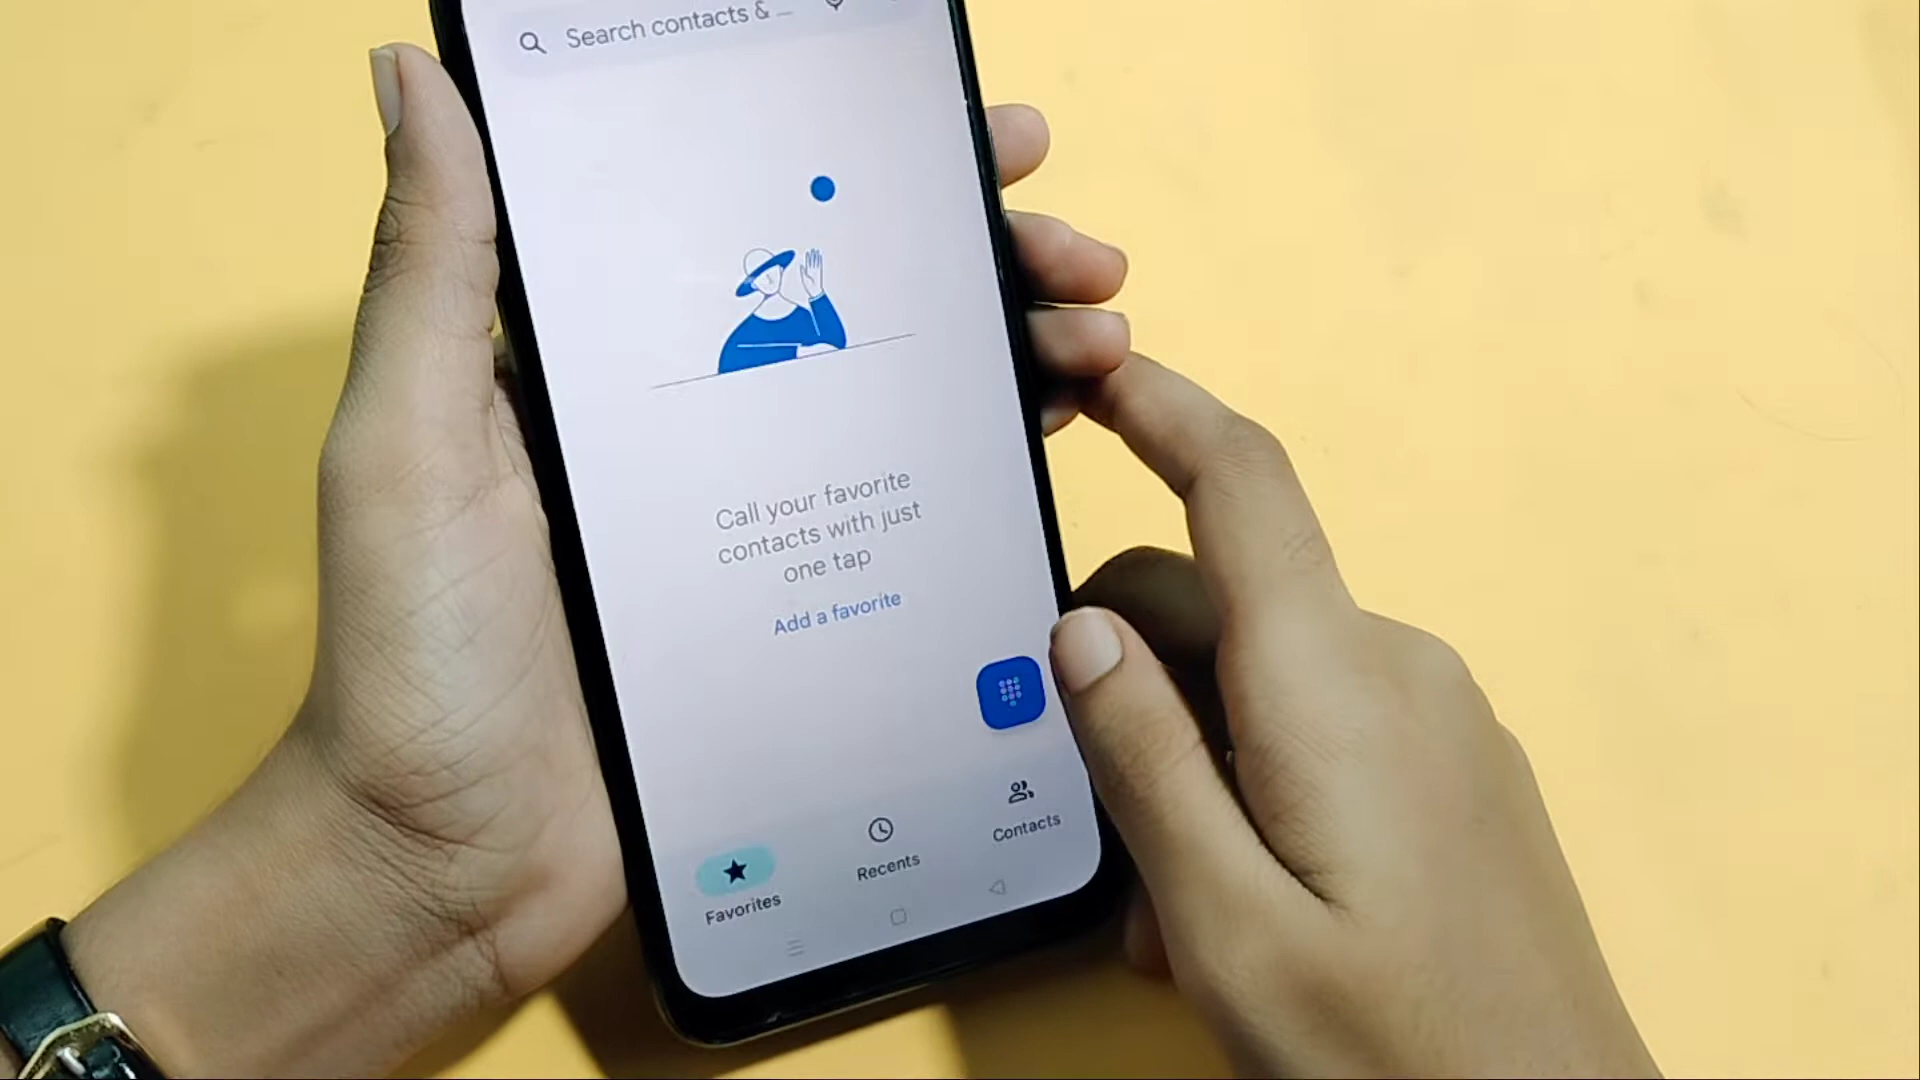 Search contacts & ...
Call your favorite
contacts with just
one tap
Add a favorite
Contacts
Recents
Favorites